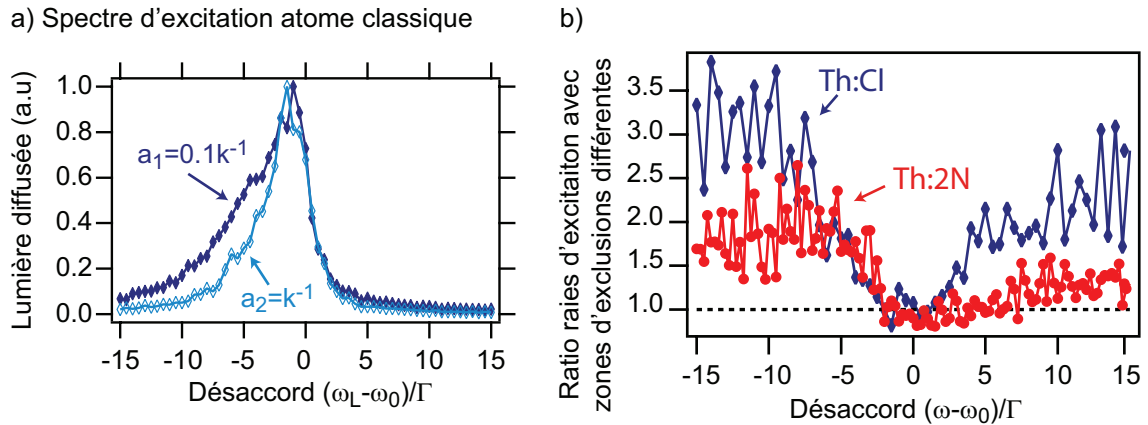 a) Spectre d'excitation atome classique
Lumière diffusée (a.u)
1.0
0.8
0.6
0.4
0.2
0.0
a₁=0.1k⁻¹
a₂=k⁻¹
-15 -10 -5 0 5 10 15
Désaccord (ω_L-ω₀)/Γ
b)
Ratio raies d'excitaiton avec
zones d'exclusions différentes
3.5
3.0
2.5
2.0
1.5
1.0
Th:Cl
Th:2N
-15 -10 -5 0 5 10 15
Désaccord (ω-ω₀)/Γ